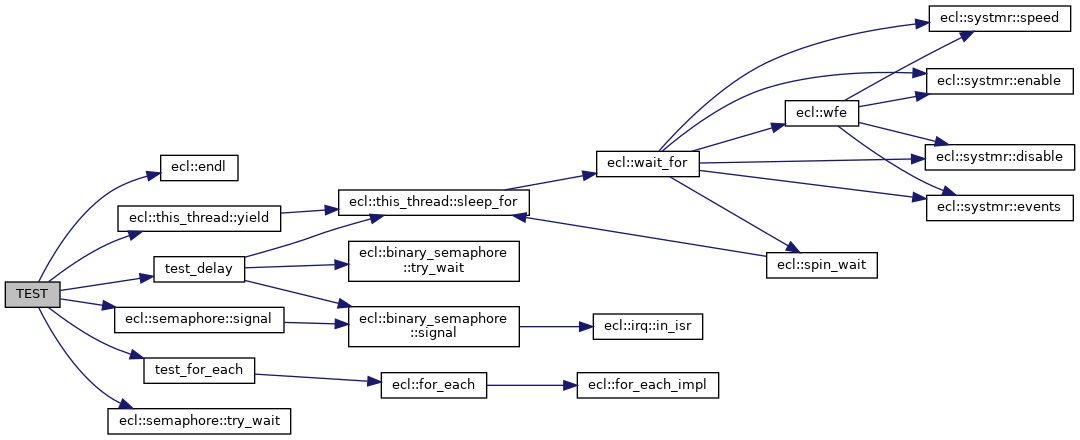 TEST
ecl::endl
ecl::this_thread::yield
test_delay
ecl::semaphore::signal
test_for_each
ecl::semaphore::try_wait
ecl::this_thread::sleep_for
ecl::binary_semaphore
::try_wait
ecl::binary_semaphore
::signal
ecl::for_each
ecl::wait_for
ecl::irq::in_isr
ecl::for_each_impl
ecl::wfe
ecl::spin_wait
ecl::systmr::speed
ecl::systmr::enable
ecl::systmr::disable
ecl::systmr::events